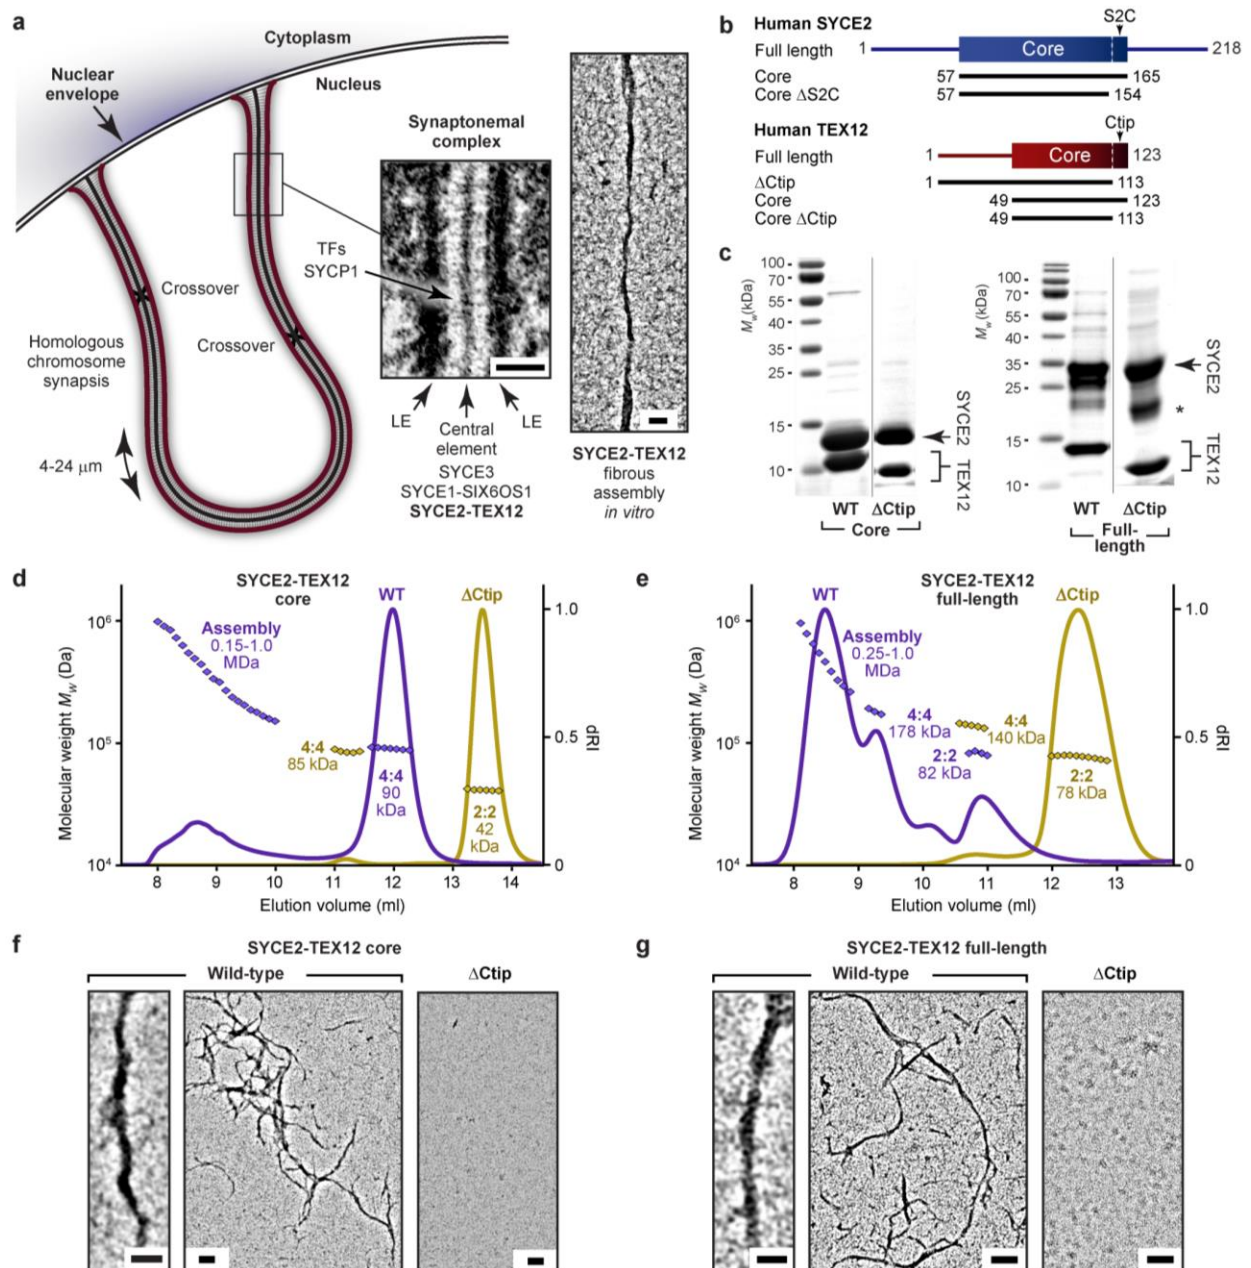 a
Cytoplasm
Nuclear
envelope
Nucleus
Synaptonemal
complex
TFs
SYCP1
Crossover
Crossover
Homologous
chromosome
synapsis
4-24 μm
LE
LE
Central
element
SYCE3
SYCE1-SIX6OS1
SYCE2-TEX12
SYCE2-TEX12
fibrous
assembly
in vitro
b
Human SYCE2
S2C
Full length
1
Core
218
Core
57
165
Core ΔS2C
57
154
Human TEX12
Ctip
Full length
1
Core
123
ΔCtip
1
113
Core
49
123
Core ΔCtip
49
113
c
Mw(kDa)
100
70
55
40
35
25
15
10
SYCE2
TEX12
WT
ΔCtip
Core
Mw(kDa)
100
70
55
40
35
25
15
10
SYCE2
*
TEX12
WT
ΔCtip
Full-
length
d
SYCE2-TEX12
core
WT
ΔCtip
Assembly
0.15-1.0
MDa
4:4
85 kDa
4:4
90
kDa
2:2
42
kDa
Molecular weight Mw (Da)
10⁶
10⁵
10⁴
1.0
0.5
0
dRI
8 9 10 11 12 13 14
Elution volume (ml)
e
SYCE2-TEX12
full-length
WT
ΔCtip
Assembly
0.25-1.0
MDa
4:4
178 kDa
4:4
140 kDa
2:2
82 kDa
2:2
78 kDa
Molecular weight Mw (Da)
10⁶
10⁵
10⁴
1.0
0.5
0
dRI
8 9 10 11 12 13
Elution volume (ml)
f
SYCE2-TEX12 core
Wild-type
ΔCtip
g
SYCE2-TEX12 full-length
Wild-type
ΔCtip